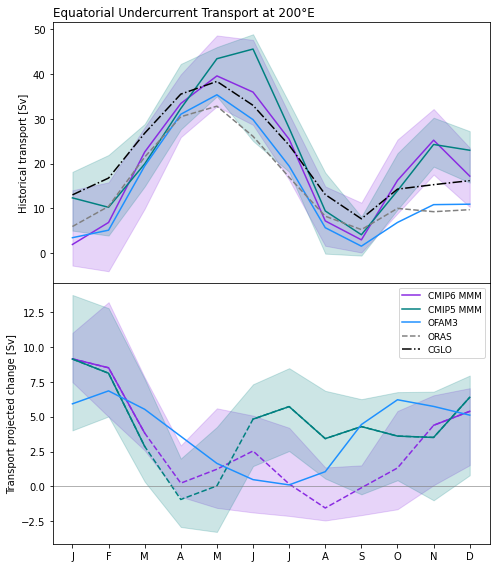 Equatorial Undercurrent Transport at 200°E
Historical transport [Sv]
50
40
30
20
10
0
Transport projected change [Sv]
12.5
10.0
7.5
5.0
2.5
0.0
−2.5
CMIP6 MMM
CMIP5 MMM
OFAM3
ORAS
CGLO
J F M A M J J A S O N D